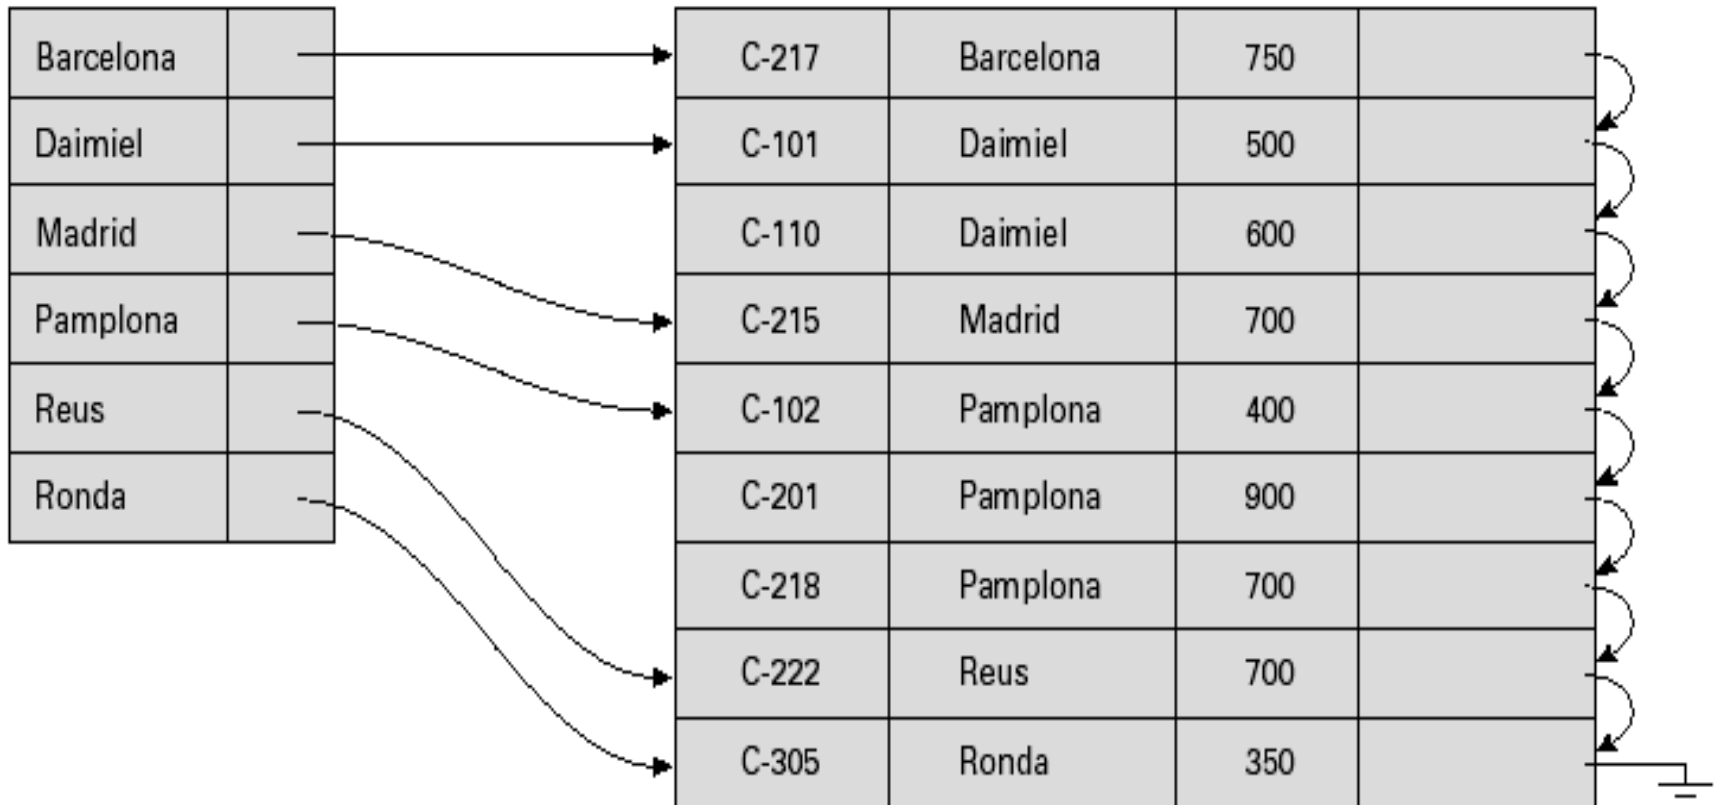 Barcelona
Daimiel
Madrid
Pamplona
Reus
Ronda
C-217 Barcelona 750
C-101 Daimiel 500
C-110 Daimiel 600
C-215 Madrid 700
C-102 Pamplona 400
C-201 Pamplona 900
C-218 Pamplona 700
C-222 Reus 700
C-305 Ronda 350